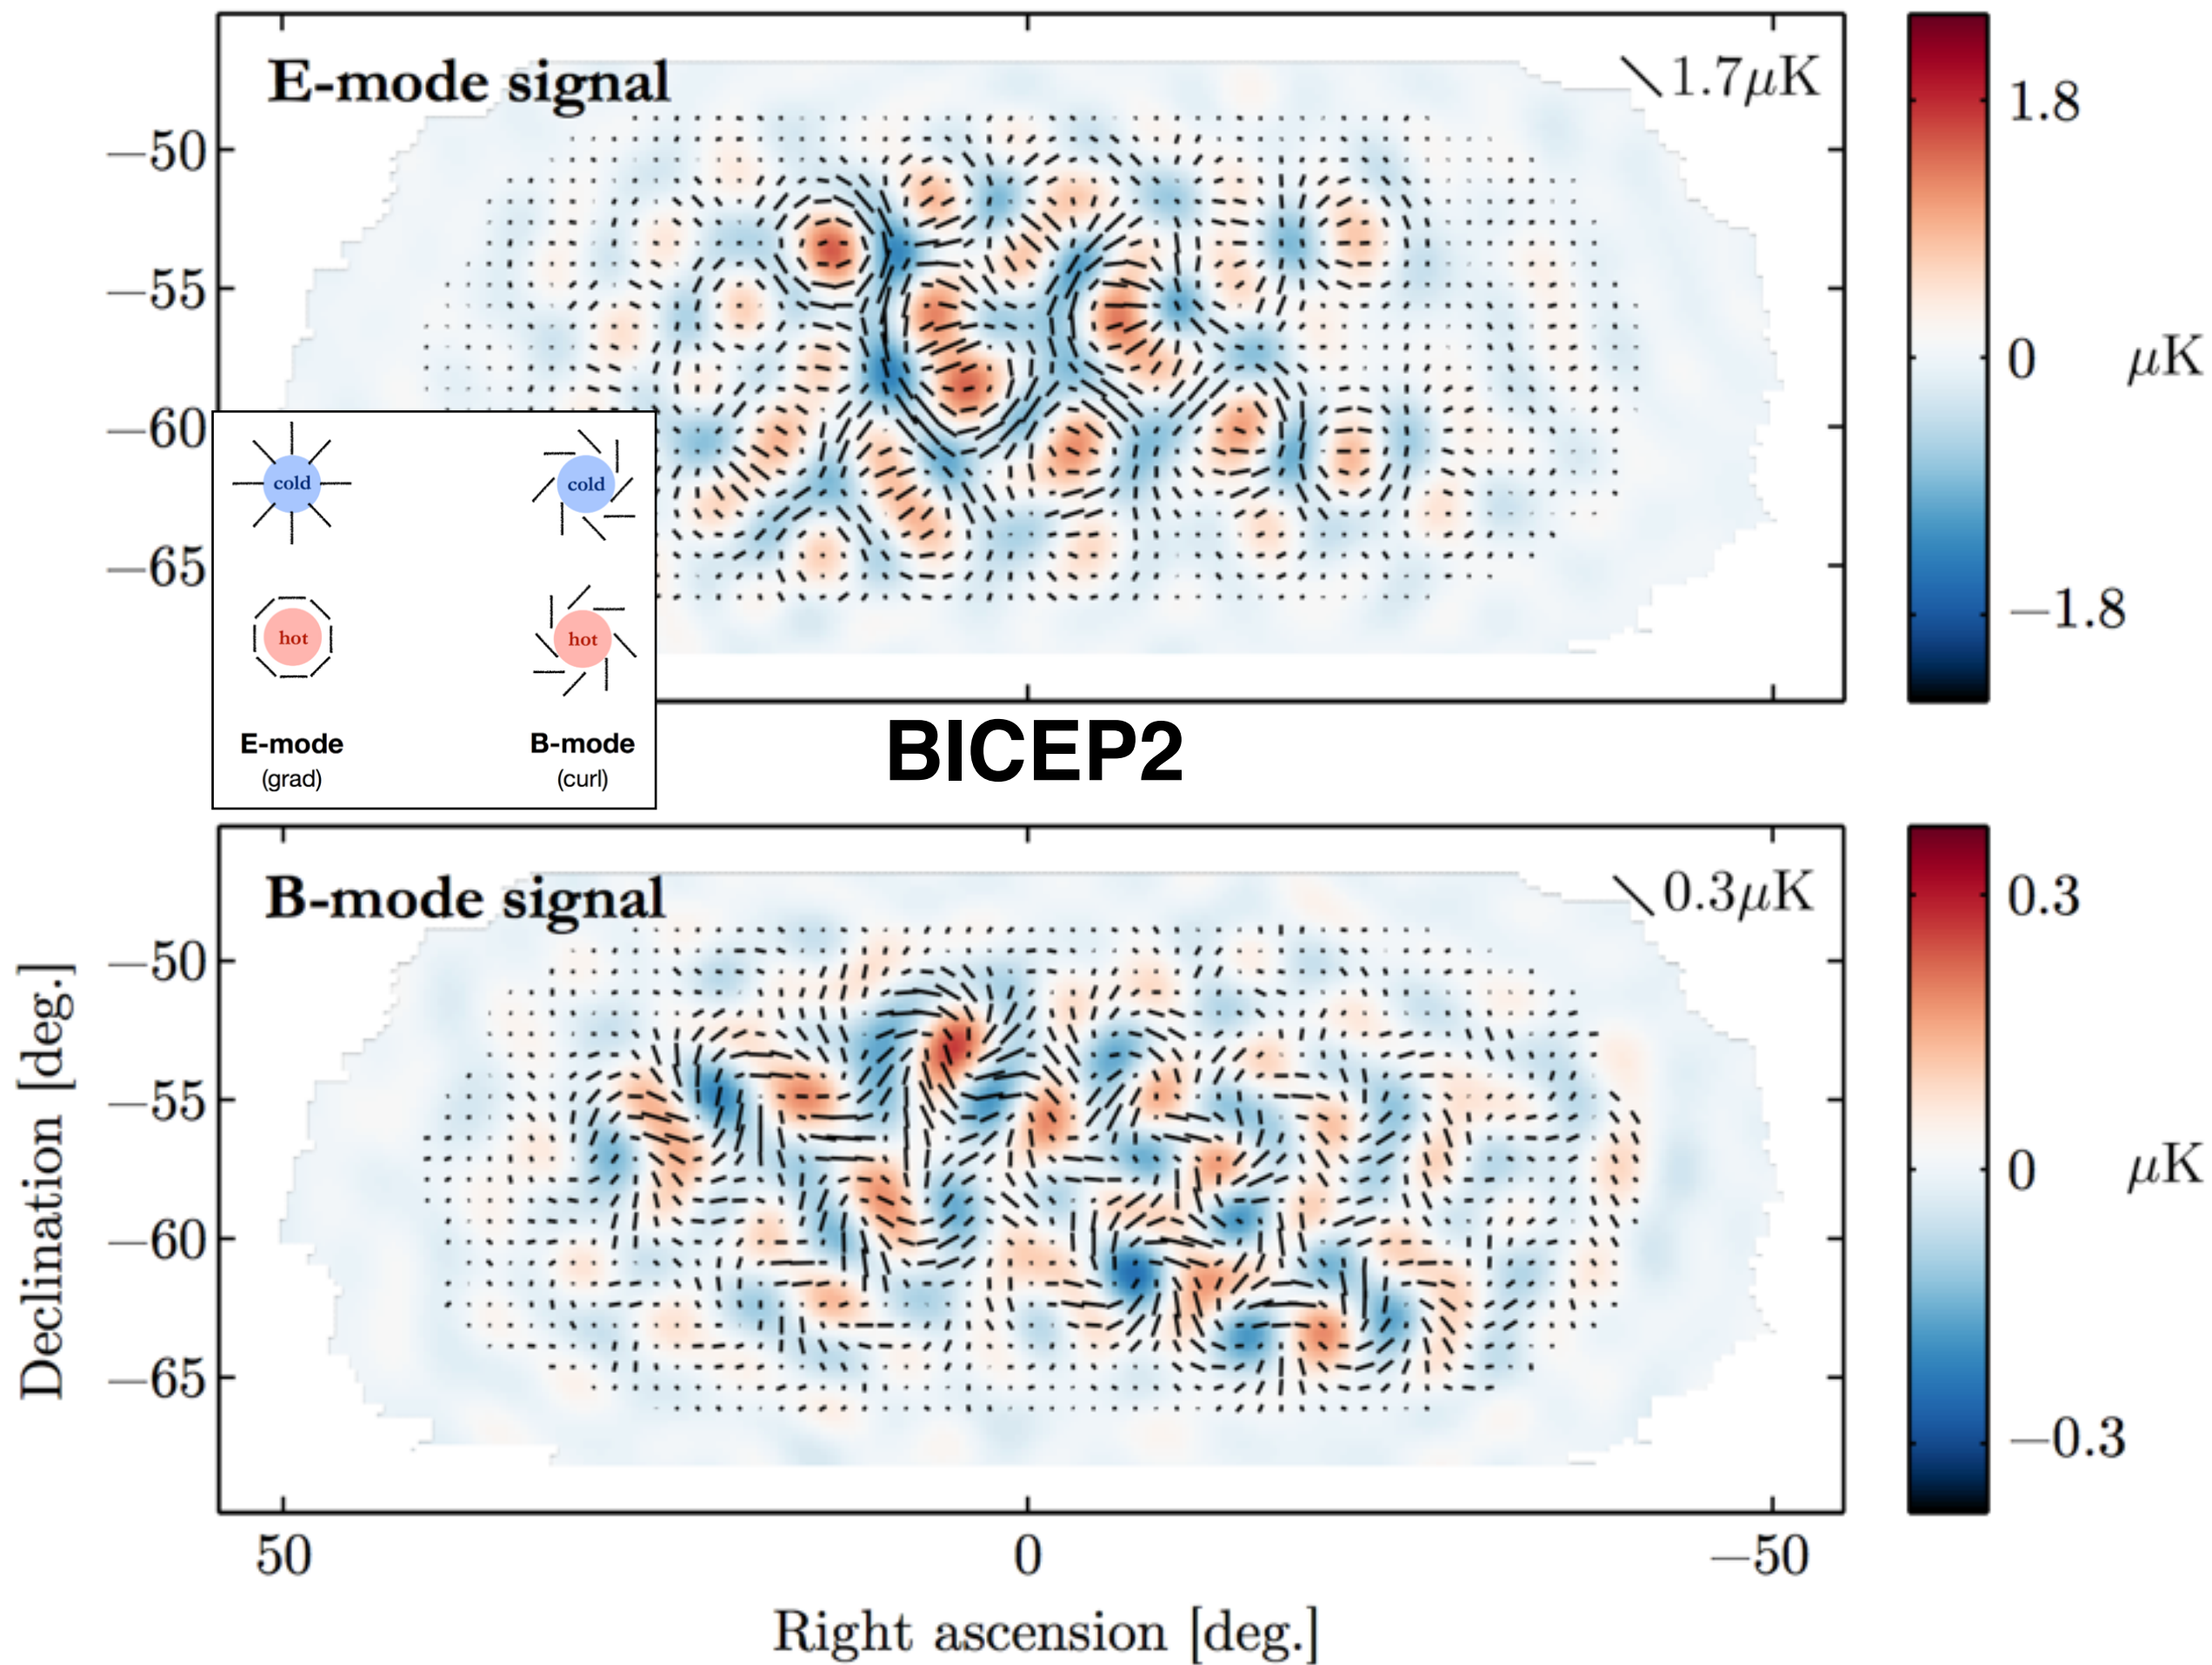 E-mode signal
1.7μK
−50
−55
−60
−65
1.8
0
−1.8
μK
cold
cold
hot
hot
E-mode
B-mode
(grad)
(curl)
BICEP2
B-mode signal
0.3μK
−50
−55
−60
−65
Declination [deg.]
0.3
0
−0.3
μK
50
0
−50
Right ascension [deg.]